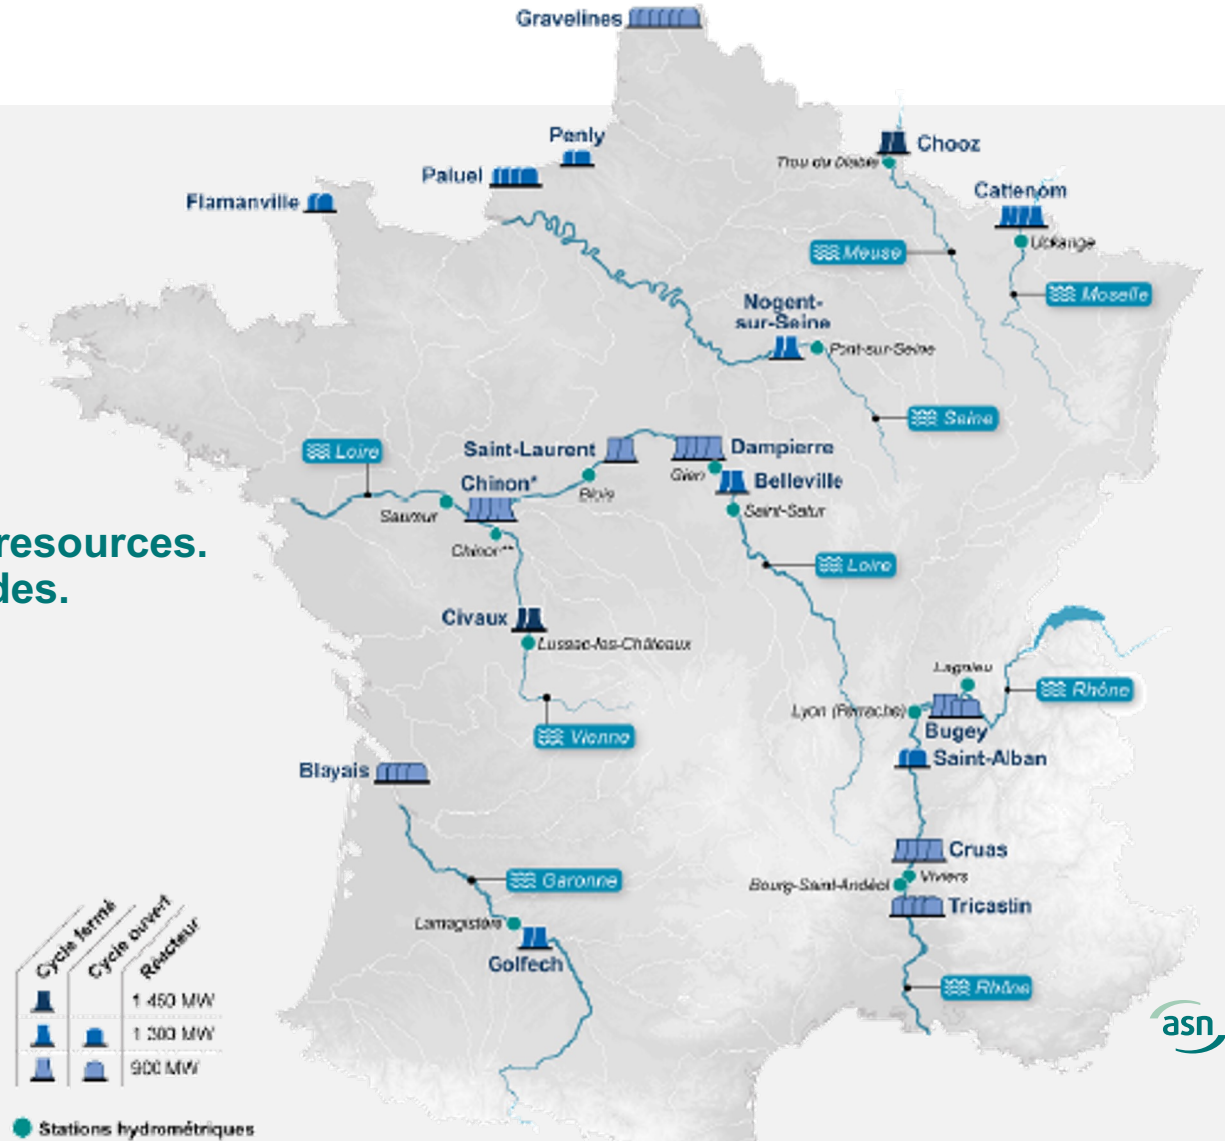 Gravelines
Penly
Chooz
Trou du Diable
Paluel
Cattenom
Flamanville
Uckange
Meuse
Moselle
Nogent-
sur-Seine
Pont-sur-Seine
Seine
Loire
Saint-Laurent
Dampierre
Gien
Belleville
Chinon*
Blois
Saumur
Saint-Satur
resources.
Chinon**
des.
Loire
Civaux
Lussac-les-Châteaux
Lagnieu
Rhône
Lyon (Perrache)
Bugey
Vienne
Saint-Alban
Blayais
Cruas
Garonne
Viviers
Bourg-Saint-Andéol
Tricastin
Lamagistère
Golfech
Rhône
Cycle fermé
Cycle ouvert
Réacteur
1 450 MW
1 300 MW
900 MW
asn
Stations hydrométriques